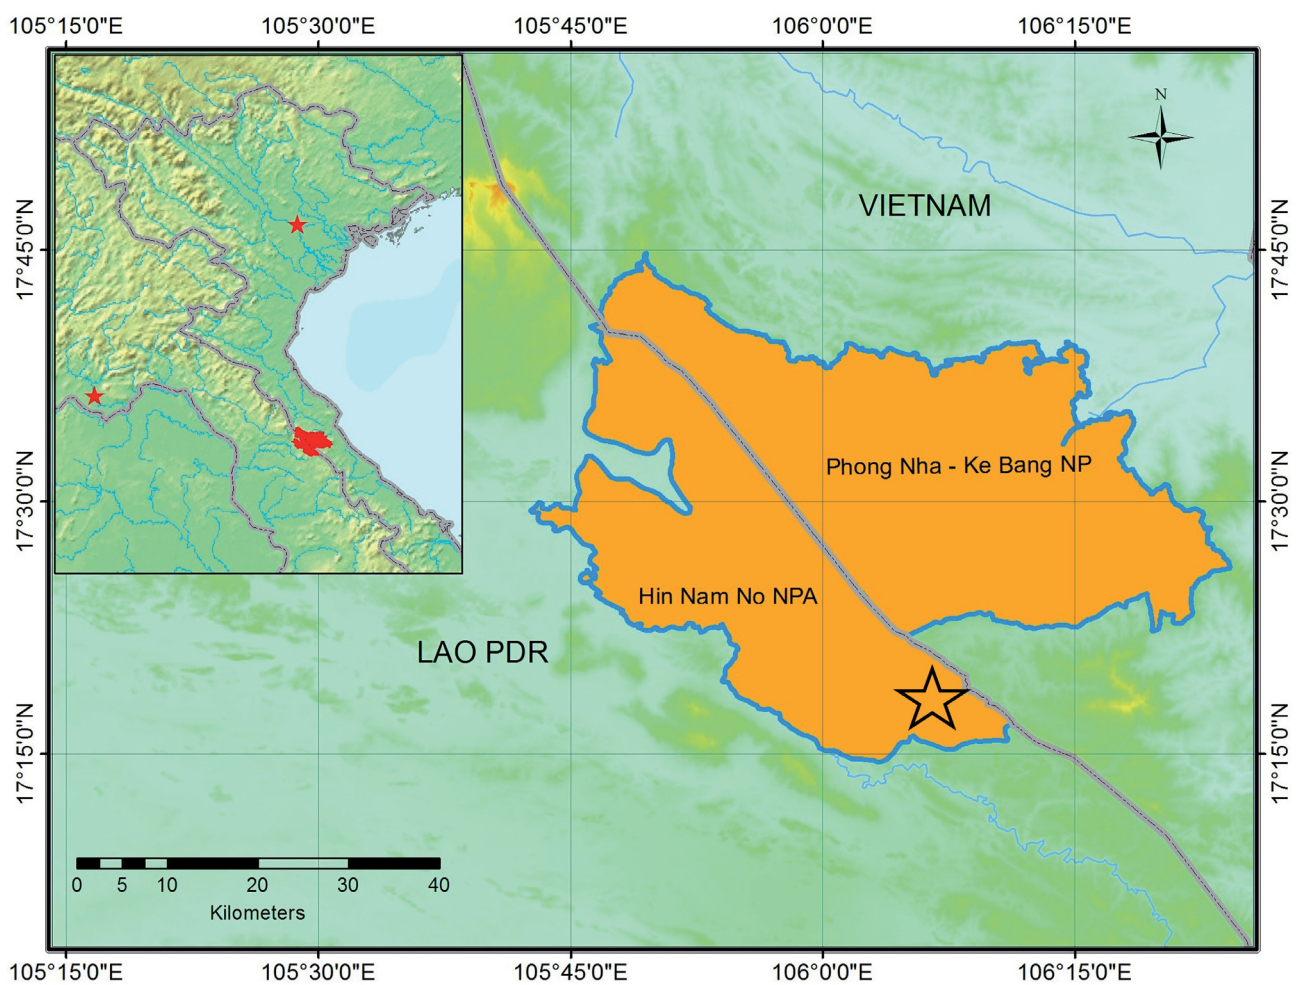 105°15'0"E 105°30'0"E 105°45'0"E 106°0'0"E 106°15'0"E
N
VIETNAM
17°45'0"N 17°45'0"N
Phong Nha - Ke Bang NP
17°30'0"N 17°30'0"N
Hin Nam No NPA
LAO PDR
17°15'0"N 17°15'0"N
0 5 10 20 30 40
Kilometers
105°15'0"E 105°30'0"E 105°45'0"E 106°0'0"E 106°15'0"E